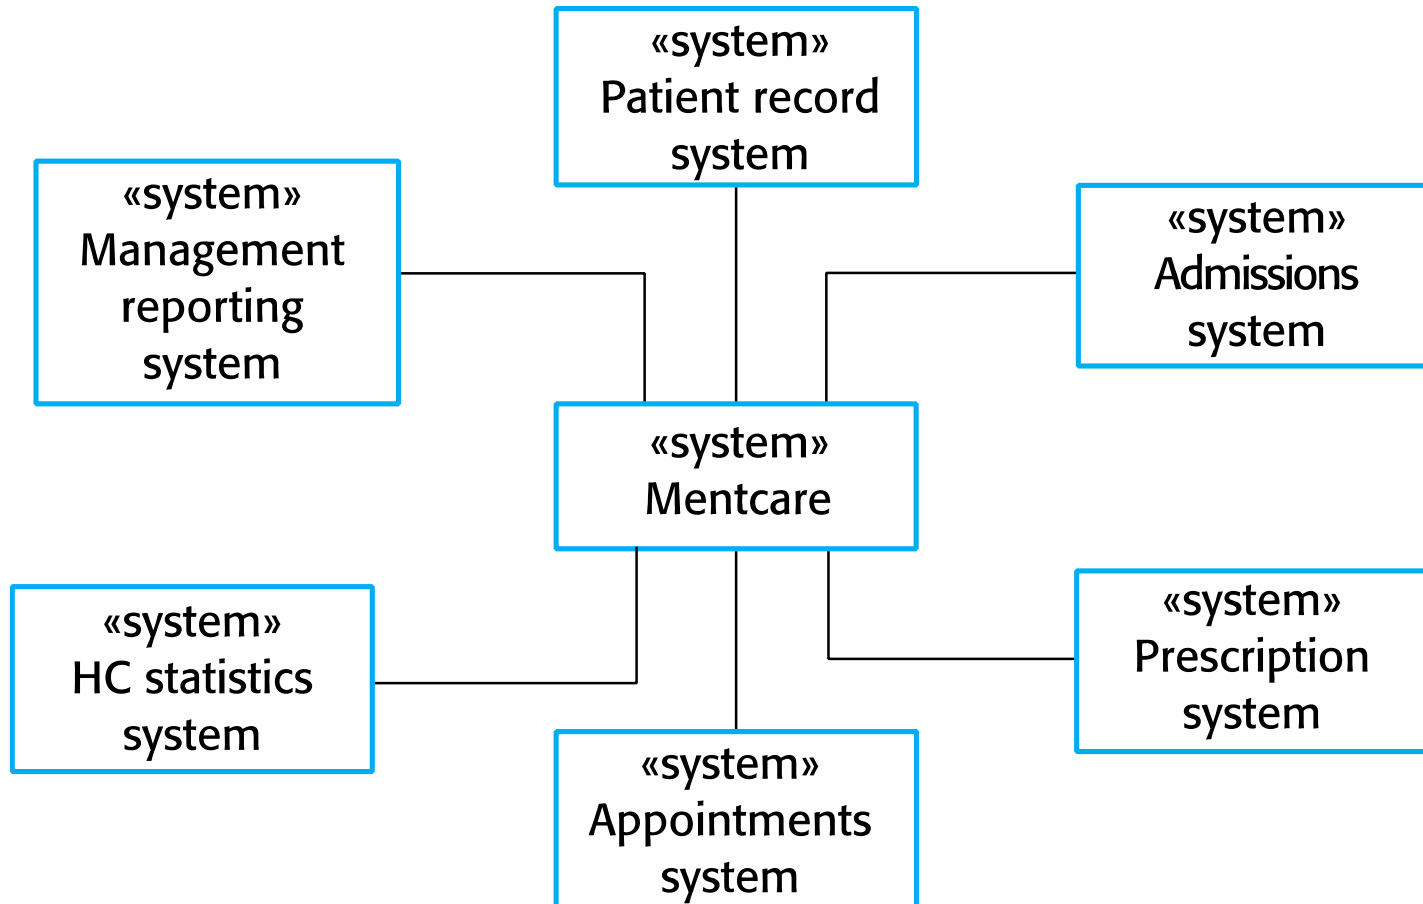 «system»
Patient record
system
«system»
Management
reporting
system
«system»
Admissions
system
«system»
Mentcare
«system»
HC statistics
system
«system»
Prescription
system
«system»
Appointments
system